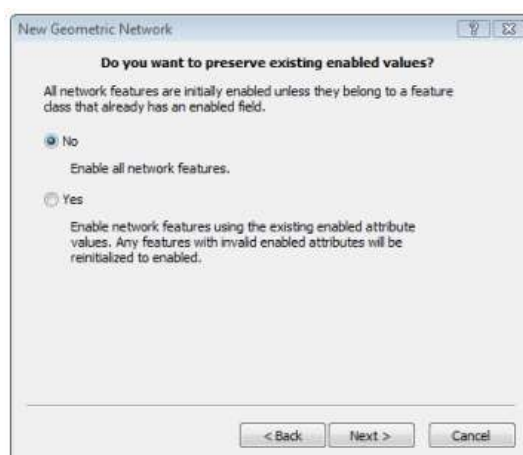 New Geometric Network
Do you want to preserve existing enabled values?
All network features are initially enabled unless they belong to a feature
class that already has an enabled field.
No
Enable all network features.
Yes
Enable network features using the existing enabled attribute
values. Any features with invalid enabled attributes will be
reinitialized to enabled.
< Back Next > Cancel